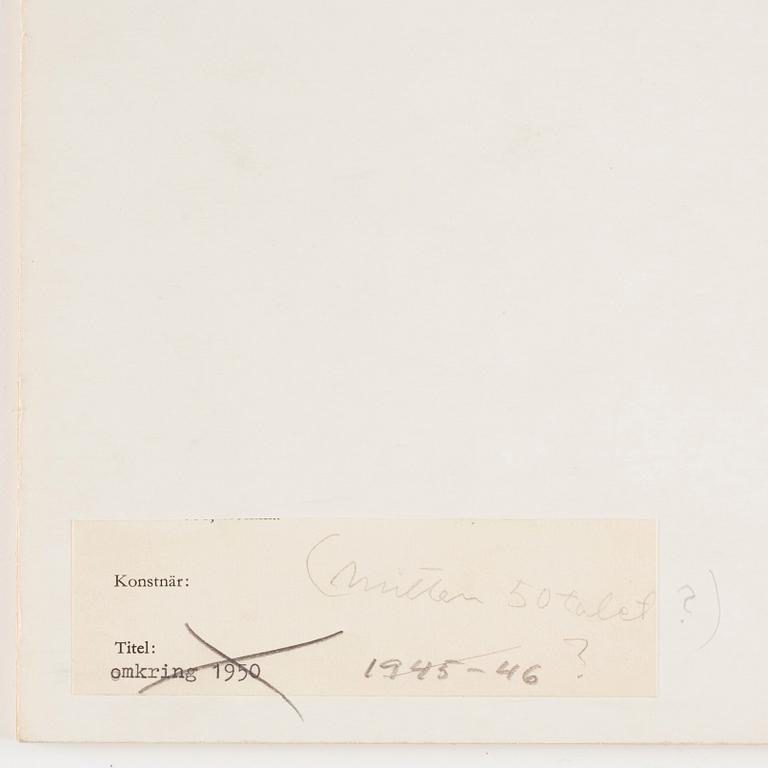 Konstnär:
(mitten 50talet ?)
Titel:
omkring 1950
1945-46 ?